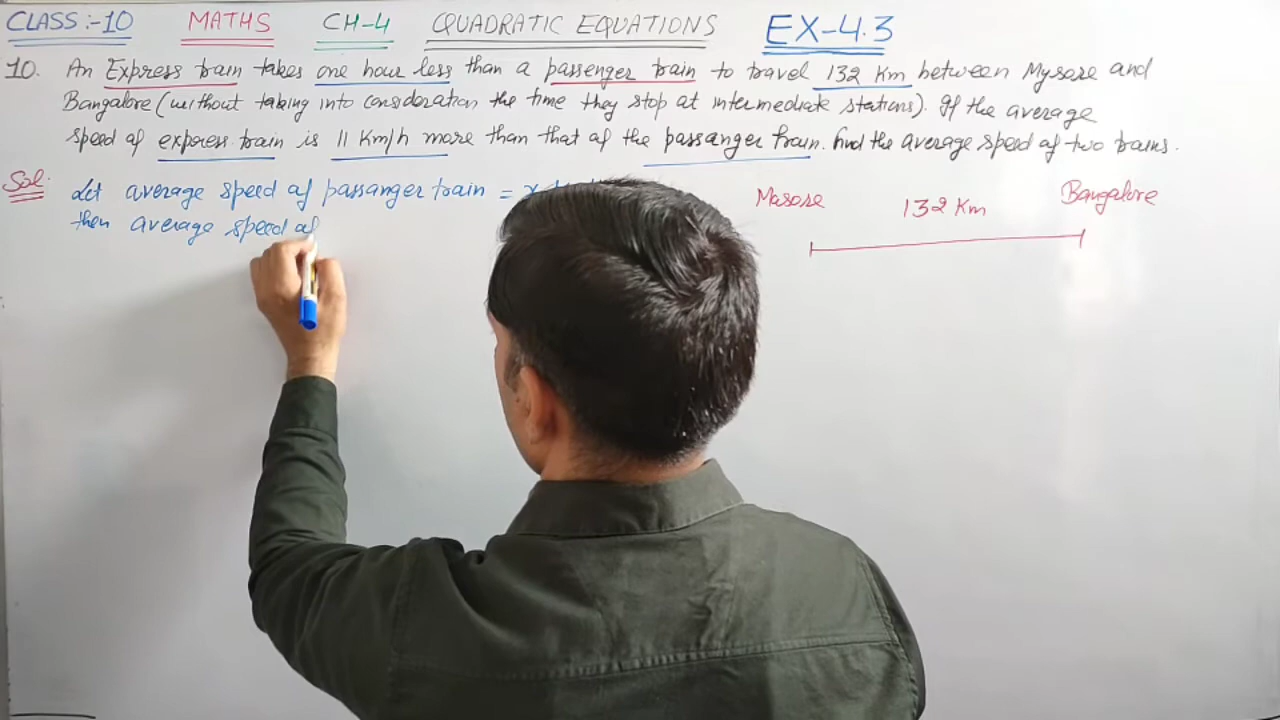 CLASS:-10 MATHS CH-4 QUADRATIC EQUATIONS EX-4.3
10. An Express train takes one hour less than a passenger train to travel 132 Km between Mysore and
Bangalore (without taking into consideration the time they stop at intermediate stations). If the average
speed of express train is 11 Km/h more than that of the passanger train. find the average speed of two trains.
Sol. Let average speed of passanger train = x
then average speed of
Masore 132 Km Bangalore